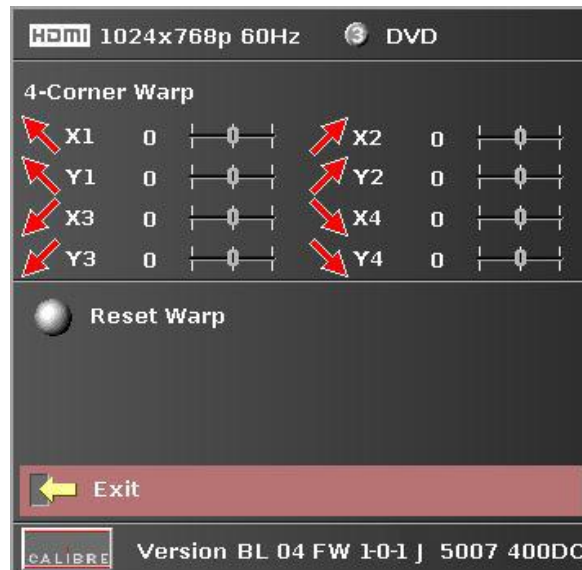 HDMI 1024x768p 60Hz 3 DVD
4-Corner Warp
X1 0 X2 0
Y1 0 Y2 0
X3 0 X4 0
Y3 0 Y4 0
Reset Warp
Exit
CALIBRE Version BL 04 FW 1-0-1 J 5007 400DC